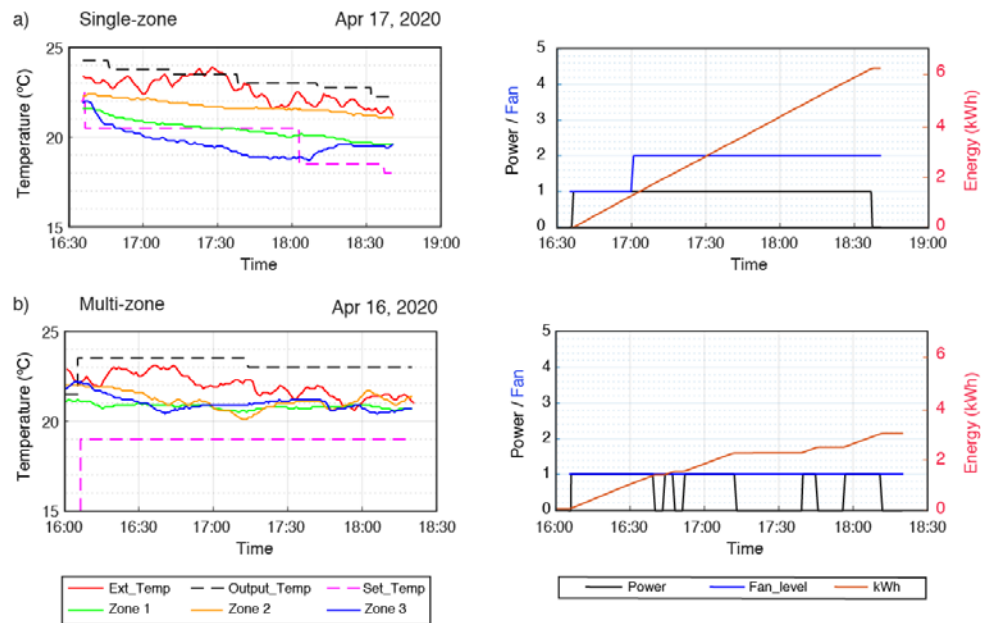 a) Single-zone Apr 17, 2020
25
20
15
Temperature (ºC)
16:30 17:00 17:30 18:00 18:30 19:00
Time
5
4
3
2
1
0
Power / Fan
6
4
2
0
Energy (kWh)
16:30 17:00 17:30 18:00 18:30 19:00
Time
b) Multi-zone Apr 16, 2020
25
20
15
Temperature (ºC)
16:00 16:30 17:00 17:30 18:00 18:30
Time
5
4
3
2
1
0
Power / Fan
6
4
2
0
Energy (kWh)
16:00 16:30 17:00 17:30 18:00 18:30
Time
Ext_Temp Output_Temp Set_Temp
Zone 1 Zone 2 Zone 3
Power Fan_level kWh